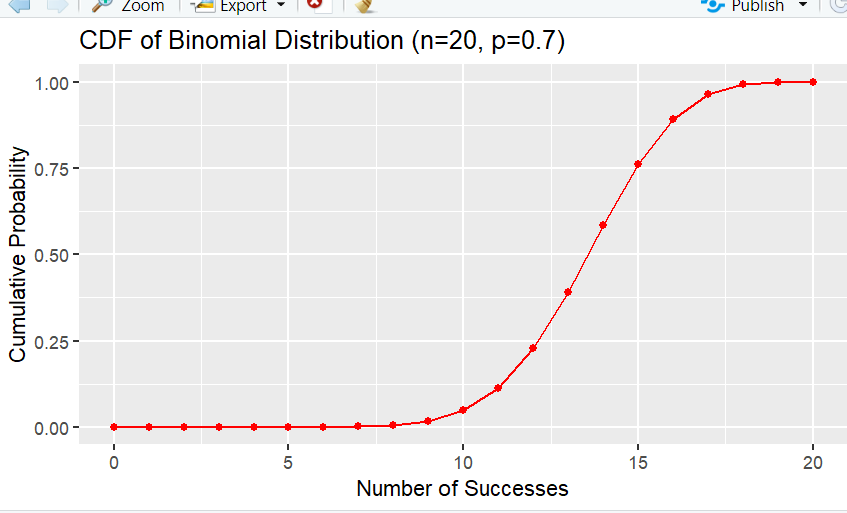 Zoom Export Publish
CDF of Binomial Distribution (n=20, p=0.7)
1.00
0.75
0.50
0.25
0.00
Cumulative Probability
0 5 10 15 20
Number of Successes